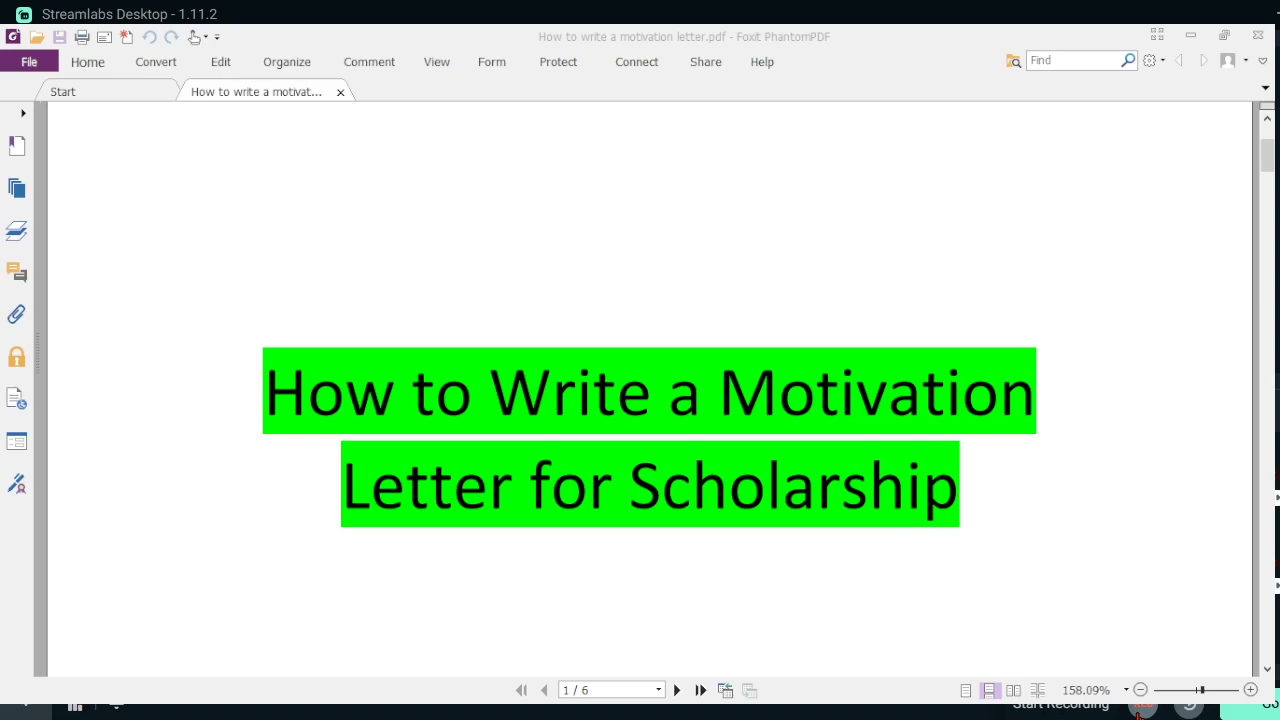 Streamlabs Desktop - 1.11.2
How to write a motivation letter.pdf - Foxit PhantomPDF
File Home Convert Edit Organize Comment View Form Protect Connect Share Help Find
Start How to write a motivat...
How to Write a Motivation
Letter for Scholarship
1 / 6 158.09%
Start Recording REC